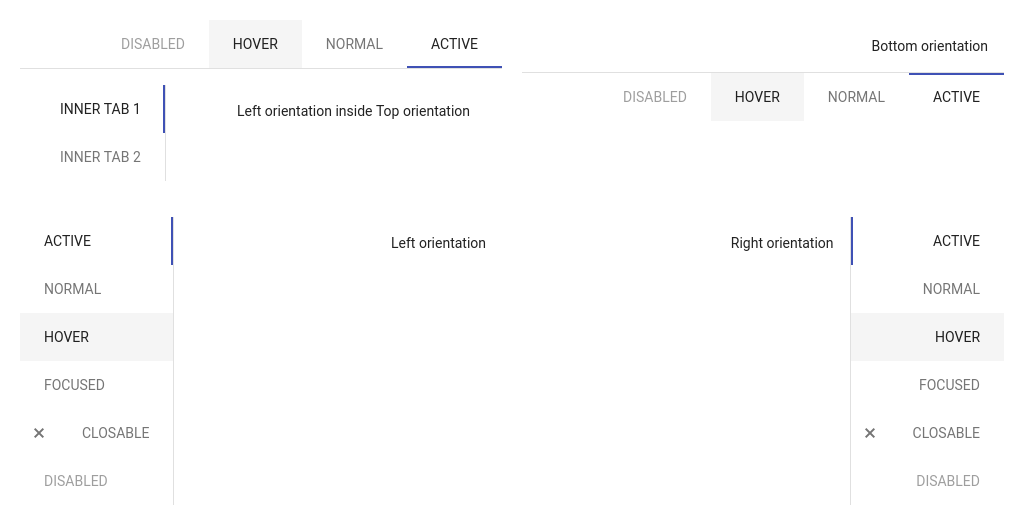 DISABLED HOVER NORMAL ACTIVE
INNER TAB 1
Left orientation inside Top orientation
INNER TAB 2
Bottom orientation
DISABLED HOVER NORMAL ACTIVE
ACTIVE
Left orientation
NORMAL
HOVER
FOCUSED
CLOSABLE
DISABLED
Right orientation
ACTIVE
NORMAL
HOVER
FOCUSED
CLOSABLE
DISABLED